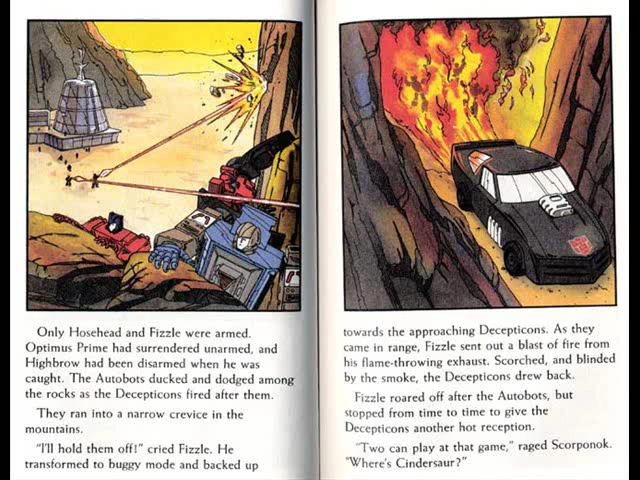 Only Hosehead and Fizzle were armed.
Optimus Prime had surrendered unarmed, and
Highbrow had been disarmed when he was
caught. The Autobots ducked and dodged among
the rocks as the Decepticons fired after them.
They ran into a narrow crevice in the
mountains.
"I'll hold them off!" cried Fizzle. He
transformed to buggy mode and backed up
towards the approaching Decepticons. As they
came in range, Fizzle sent out a blast of fire from
his flame-throwing exhaust. Scorched, and blinded
by the smoke, the Decepticons drew back.
Fizzle roared off after the Autobots, but
stopped from time to time to give the
Decepticons another hot reception.
"Two can play at that game," raged Scorponok.
"Where's Cindersaur?"